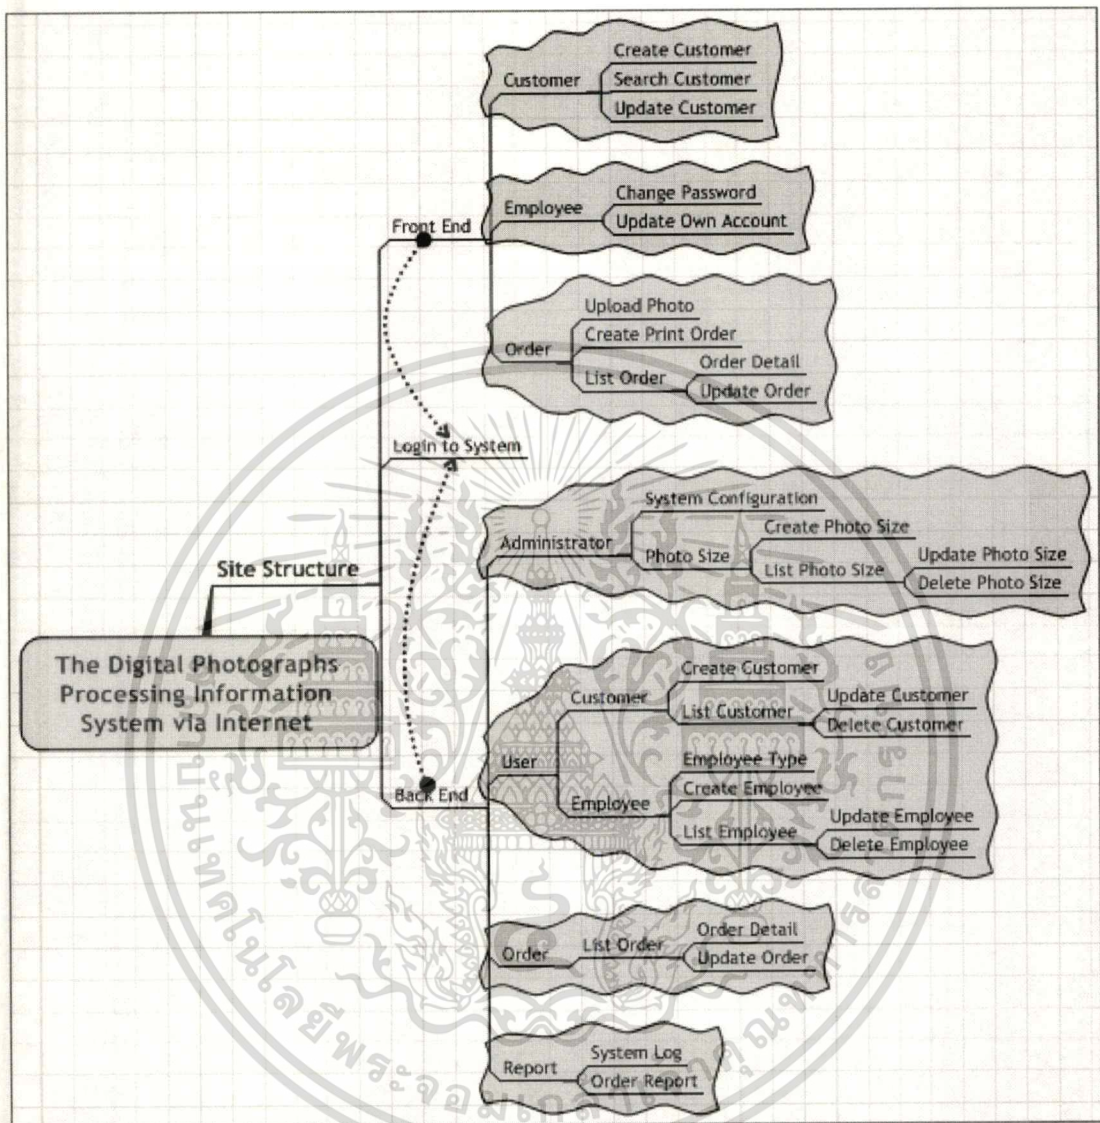 Create Customer
Customer
Search Customer
Update Customer
Change Password
Employee
Update Own Account
Front End
Upload Photo
Create Print Order
Order
List Order
Order Detail
Update Order
Login to System
System Configuration
Administrator
Photo Size
Create Photo Size
List Photo Size
Update Photo Size
Delete Photo Size
Site Structure
The Digital Photographs
Processing Information
System via Internet
Create Customer
Customer
List Customer
Update Customer
Delete Customer
User
Employee Type
Create Employee
Employee
List Employee
Update Employee
Delete Employee
Back End
Order
List Order
Order Detail
Update Order
System Log
Report
Order Report